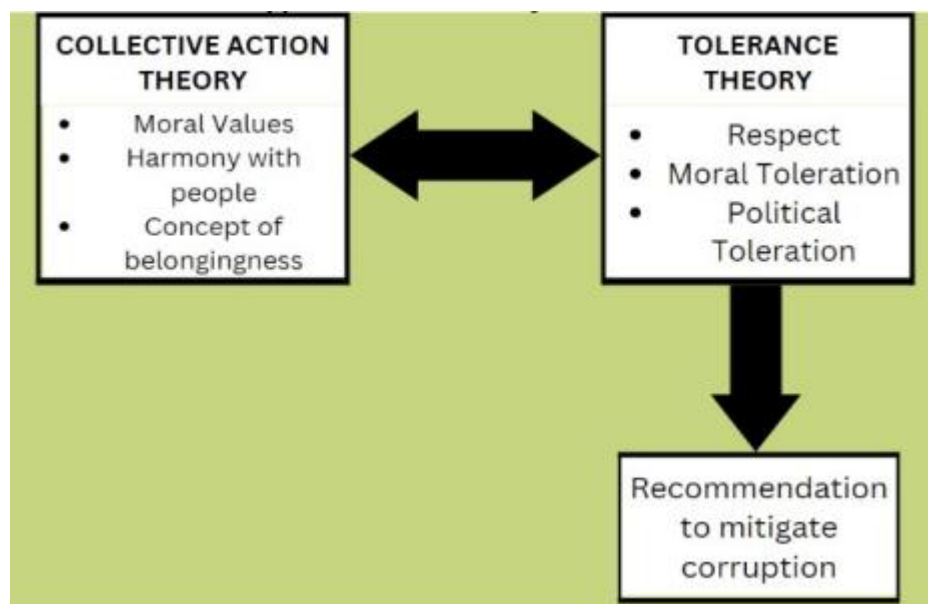 COLLECTIVE ACTION
THEORY
• Moral Values
• Harmony with
people
• Concept of
belongingness
TOLERANCE
THEORY
• Respect
• Moral Toleration
• Political
Toleration
Recommendation
to mitigate
corruption